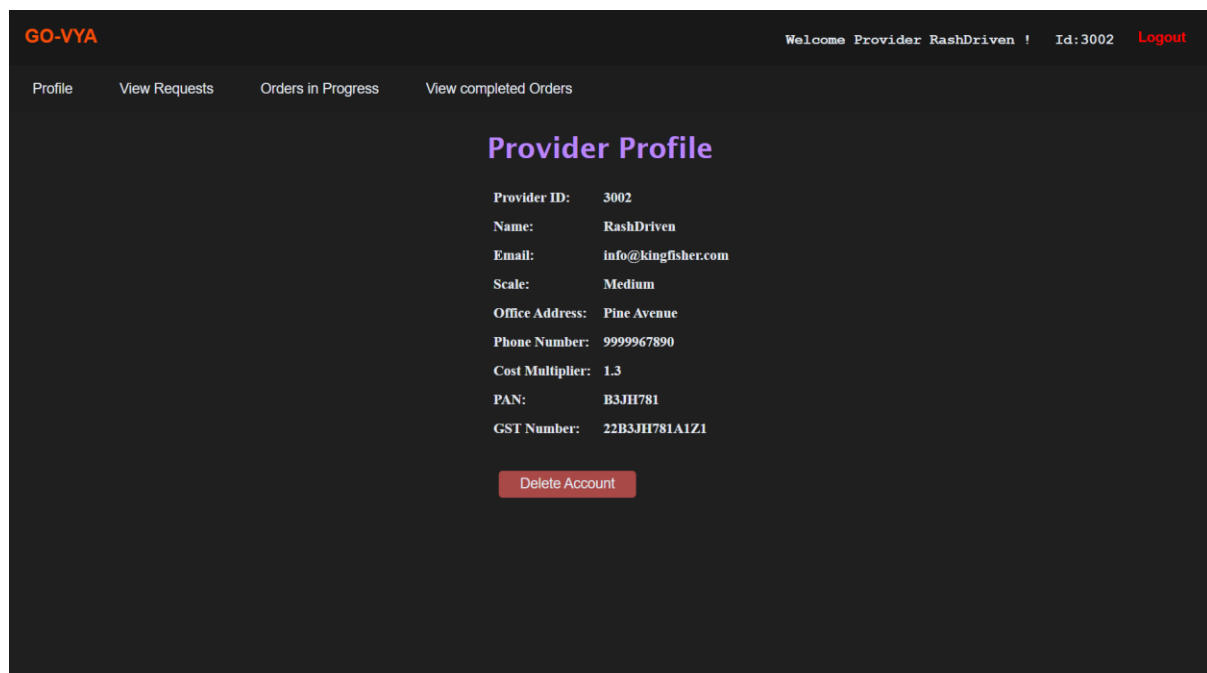 GO-VYA
Welcome Provider RashDriven ! Id:3002 Logout
Profile View Requests Orders in Progress View completed Orders
Provider Profile
Provider ID: 3002
Name: RashDriven
Email: info@kingfisher.com
Scale: Medium
Office Address: Pine Avenue
Phone Number: 9999967890
Cost Multiplier: 1.3
PAN: B3JH781
GST Number: 22B3JH781A1Z1
Delete Account